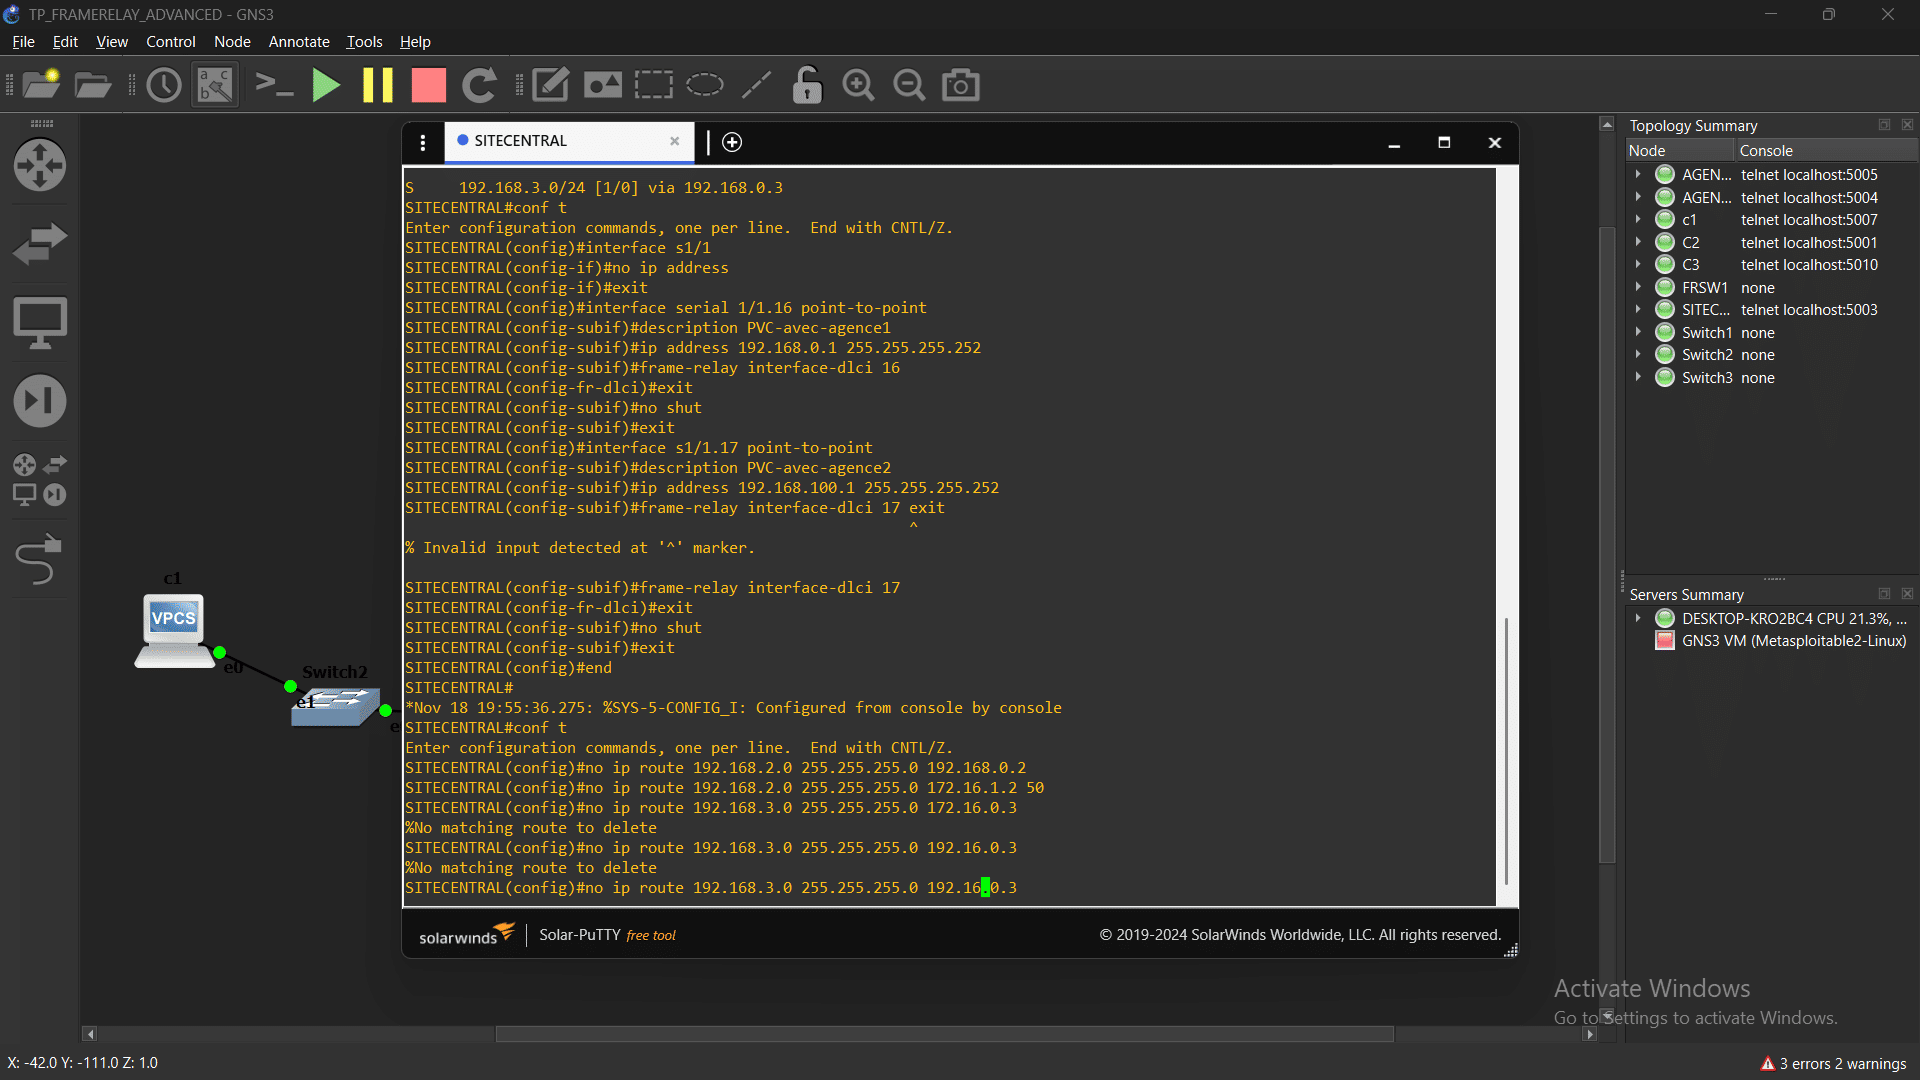 TP_FRAMERELAY_ADVANCED - GNS3
File Edit View Control Node Annotate Tools Help
SITECENTRAL
S     192.168.3.0/24 [1/0] via 192.168.0.3
SITECENTRAL#conf t
Enter configuration commands, one per line.  End with CNTL/Z.
SITECENTRAL(config)#interface s1/1
SITECENTRAL(config-if)#no ip address
SITECENTRAL(config-if)#exit
SITECENTRAL(config)#interface serial 1/1.16 point-to-point
SITECENTRAL(config-subif)#description PVC-avec-agence1
SITECENTRAL(config-subif)#ip address 192.168.0.1 255.255.255.252
SITECENTRAL(config-subif)#frame-relay interface-dlci 16
SITECENTRAL(config-fr-dlci)#exit
SITECENTRAL(config-subif)#no shut
SITECENTRAL(config-subif)#exit
SITECENTRAL(config)#interface s1/1.17 point-to-point
SITECENTRAL(config-subif)#description PVC-avec-agence2
SITECENTRAL(config-subif)#ip address 192.168.100.1 255.255.255.252
SITECENTRAL(config-subif)#frame-relay interface-dlci 17 exit
^
% Invalid input detected at '^' marker.
SITECENTRAL(config-subif)#frame-relay interface-dlci 17
SITECENTRAL(config-fr-dlci)#exit
SITECENTRAL(config-subif)#no shut
SITECENTRAL(config-subif)#exit
SITECENTRAL(config)#end
SITECENTRAL#
*Nov 18 19:55:36.275: %SYS-5-CONFIG_I: Configured from console by console
SITECENTRAL#conf t
Enter configuration commands, one per line.  End with CNTL/Z.
SITECENTRAL(config)#no ip route 192.168.2.0 255.255.255.0 192.168.0.2
SITECENTRAL(config)#no ip route 192.168.2.0 255.255.255.0 172.16.1.2 50
SITECENTRAL(config)#no ip route 192.168.3.0 255.255.255.0 172.16.0.3
%No matching route to delete
SITECENTRAL(config)#no ip route 192.168.3.0 255.255.255.0 192.16.0.3
%No matching route to delete
SITECENTRAL(config)#no ip route 192.168.3.0 255.255.255.0 192.16.0.3
solarwinds Solar-PuTTY free tool
© 2019-2024 SolarWinds Worldwide, LLC. All rights reserved.
c1
VPCS
e0
Switch2
e1
Topology Summary
Node Console
AGEN... telnet localhost:5005
AGEN... telnet localhost:5004
c1 telnet localhost:5007
C2 telnet localhost:5001
C3 telnet localhost:5010
FRSW1 none
SITEC... telnet localhost:5003
Switch1 none
Switch2 none
Switch3 none
Servers Summary
DESKTOP-KRO2BC4 CPU 21.3%, ...
GNS3 VM (Metasploitable2-Linux)
Activate Windows
Go to Settings to activate Windows.
X: -42.0 Y: -111.0 Z: 1.0
3 errors 2 warnings